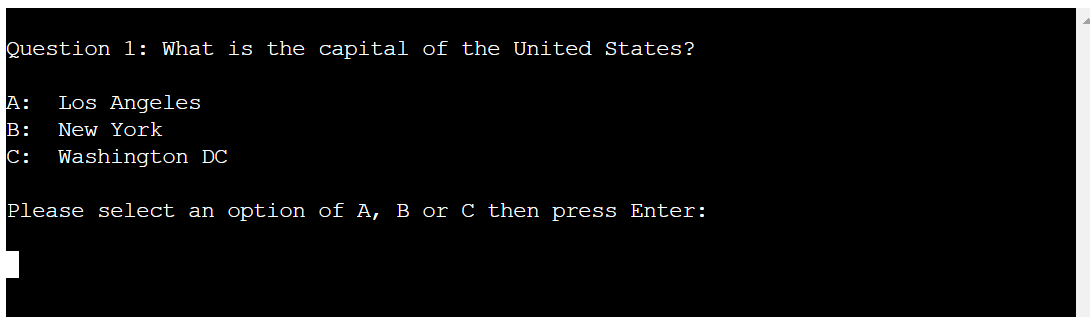 Question 1: What is the capital of the United States?
A:  Los Angeles
B:  New York
C:  Washington DC
Please select an option of A, B or C then press Enter: